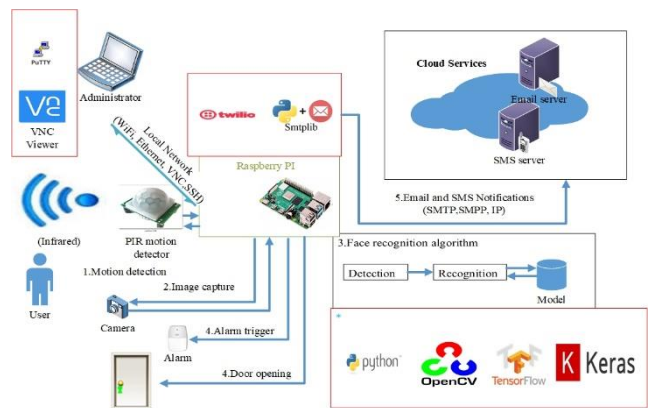 PuTTY
Administrator
V2
VNC
Viewer
Local Network
(WiFi, Ethernet, VNC,SSH)
twilio
+
Smtplib
Raspberry PI
Cloud Services
Email server
SMS server
5.Email and SMS Notifications
(SMTP,SMPP, IP)
(Infrared)
PIR motion
detector
1.Motion detection
2.Image capture
User
Camera
4.Alarm trigger
Alarm
4.Door opening
3.Face recognition algorithm
Detection
Recognition
Model
python
OpenCV
TensorFlow
K Keras